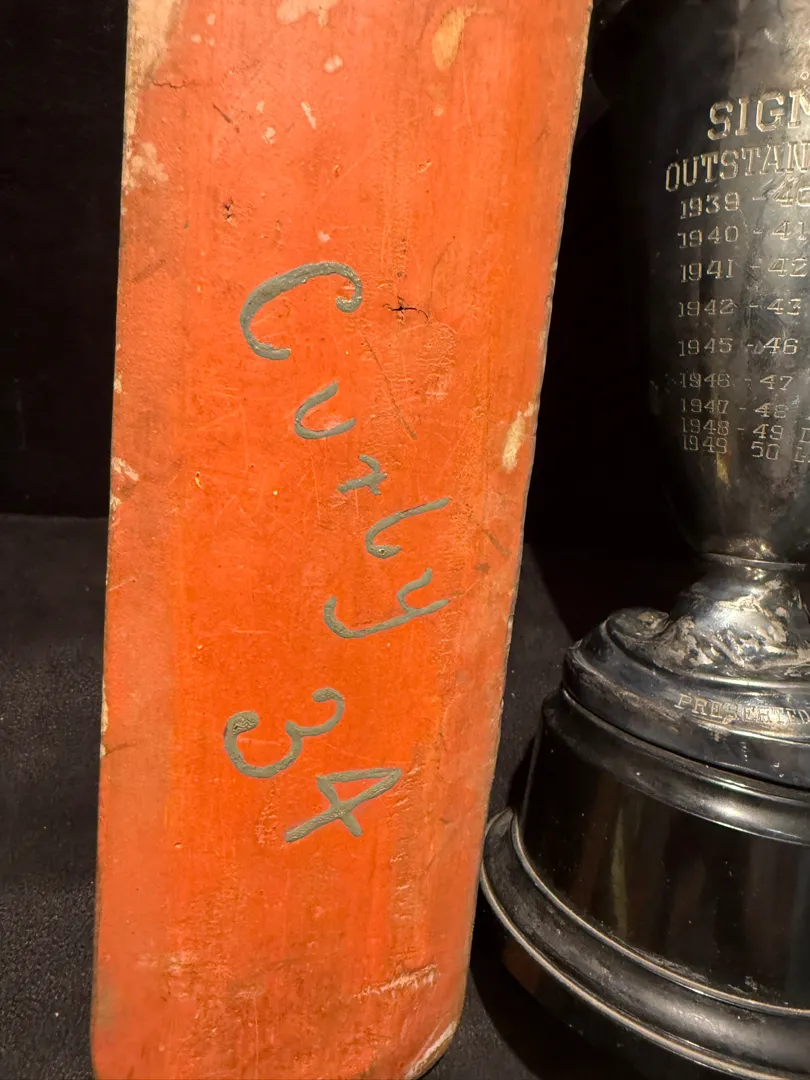 Curly
34
SIGN
OUTSTAN
1939 - 40
1940 - 41
1941 - 42
1942 - 43
1945 - 46
1946 - 47
1947 - 48
1948 - 49
1949 50 L
PRESENTED